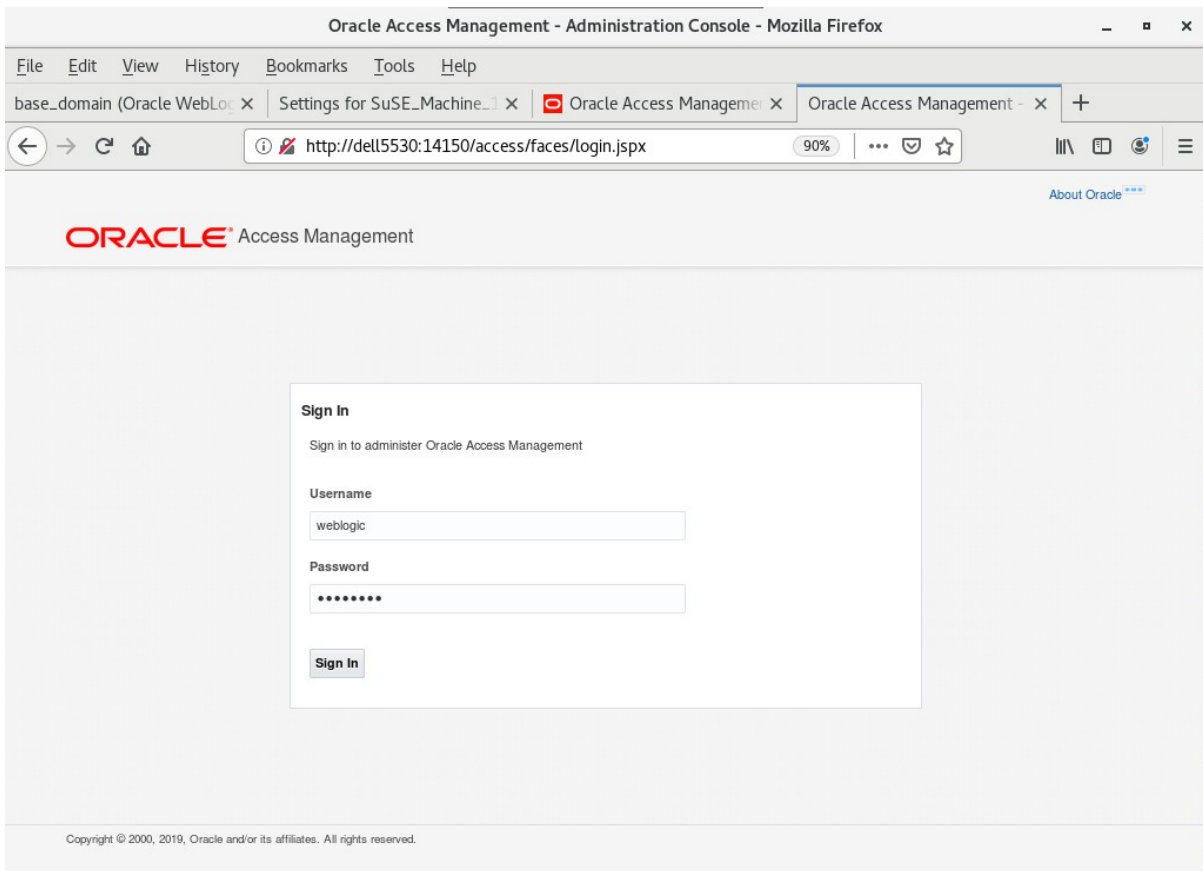 Oracle Access Management - Administration Console - Mozilla Firefox
File Edit View History Bookmarks Tools Help
base_domain (Oracle WebLog Settings for SuSE_Machine_1 Oracle Access Managemen Oracle Access Management -
http://dell5530:14150/access/faces/login.jspx 90%
About Oracle
ORACLE® Access Management
Sign In
Sign in to administer Oracle Access Management
Username
weblogic
Password
••••••••
Sign In
Copyright © 2000, 2019, Oracle and/or its affiliates. All rights reserved.